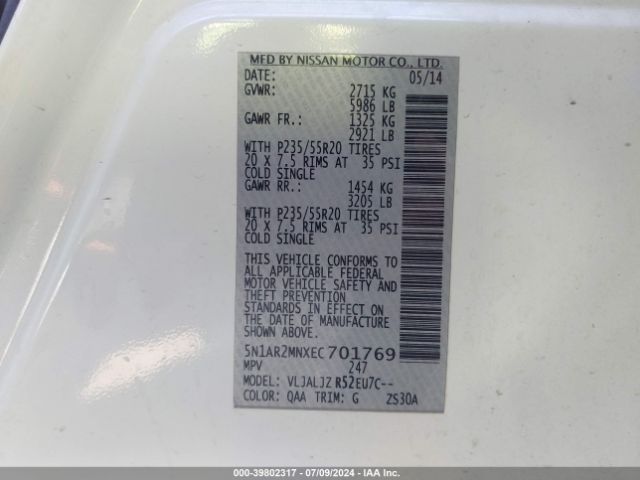 MFD BY NISSAN MOTOR CO., LTD.
DATE: 05/14
GVWR: 2715 KG
5986 LB
GAWR FR.: 1325 KG
2921 LB
WITH P235/55R20 TIRES
20 X 7.5 RIMS AT 35 PSI
COLD SINGLE
GAWR RR.: 1454 KG
3205 LB
WITH P235/55R20 TIRES
20 X 7.5 RIMS AT 35 PSI
COLD SINGLE
THIS VEHICLE CONFORMS TO
ALL APPLICABLE FEDERAL
MOTOR VEHICLE SAFETY AND
THEFT PREVENTION
STANDARDS IN EFFECT ON
THE DATE OF MANUFACTURE
SHOWN ABOVE.
5N1AR2MNXEC701769
MPV 247
MODEL: VLJALJZ R52EU7C--
COLOR: QAA TRIM: G ZS30A
000-39802317 - 07/09/2024 - IAA Inc.